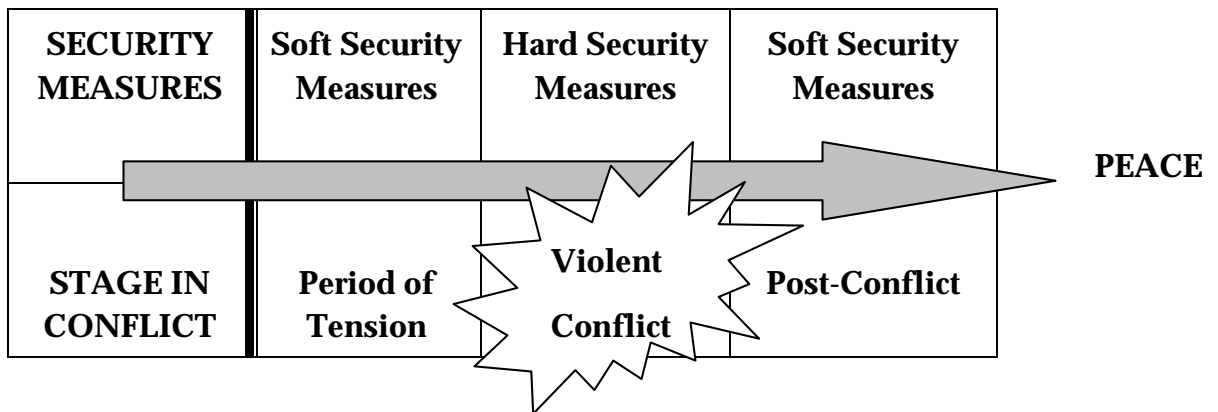 SECURITY
MEASURES
Soft Security
Measures
Hard Security
Measures
Soft Security
Measures
PEACE
STAGE IN
CONFLICT
Period of
Tension
Violent
Conflict
Post-Conflict